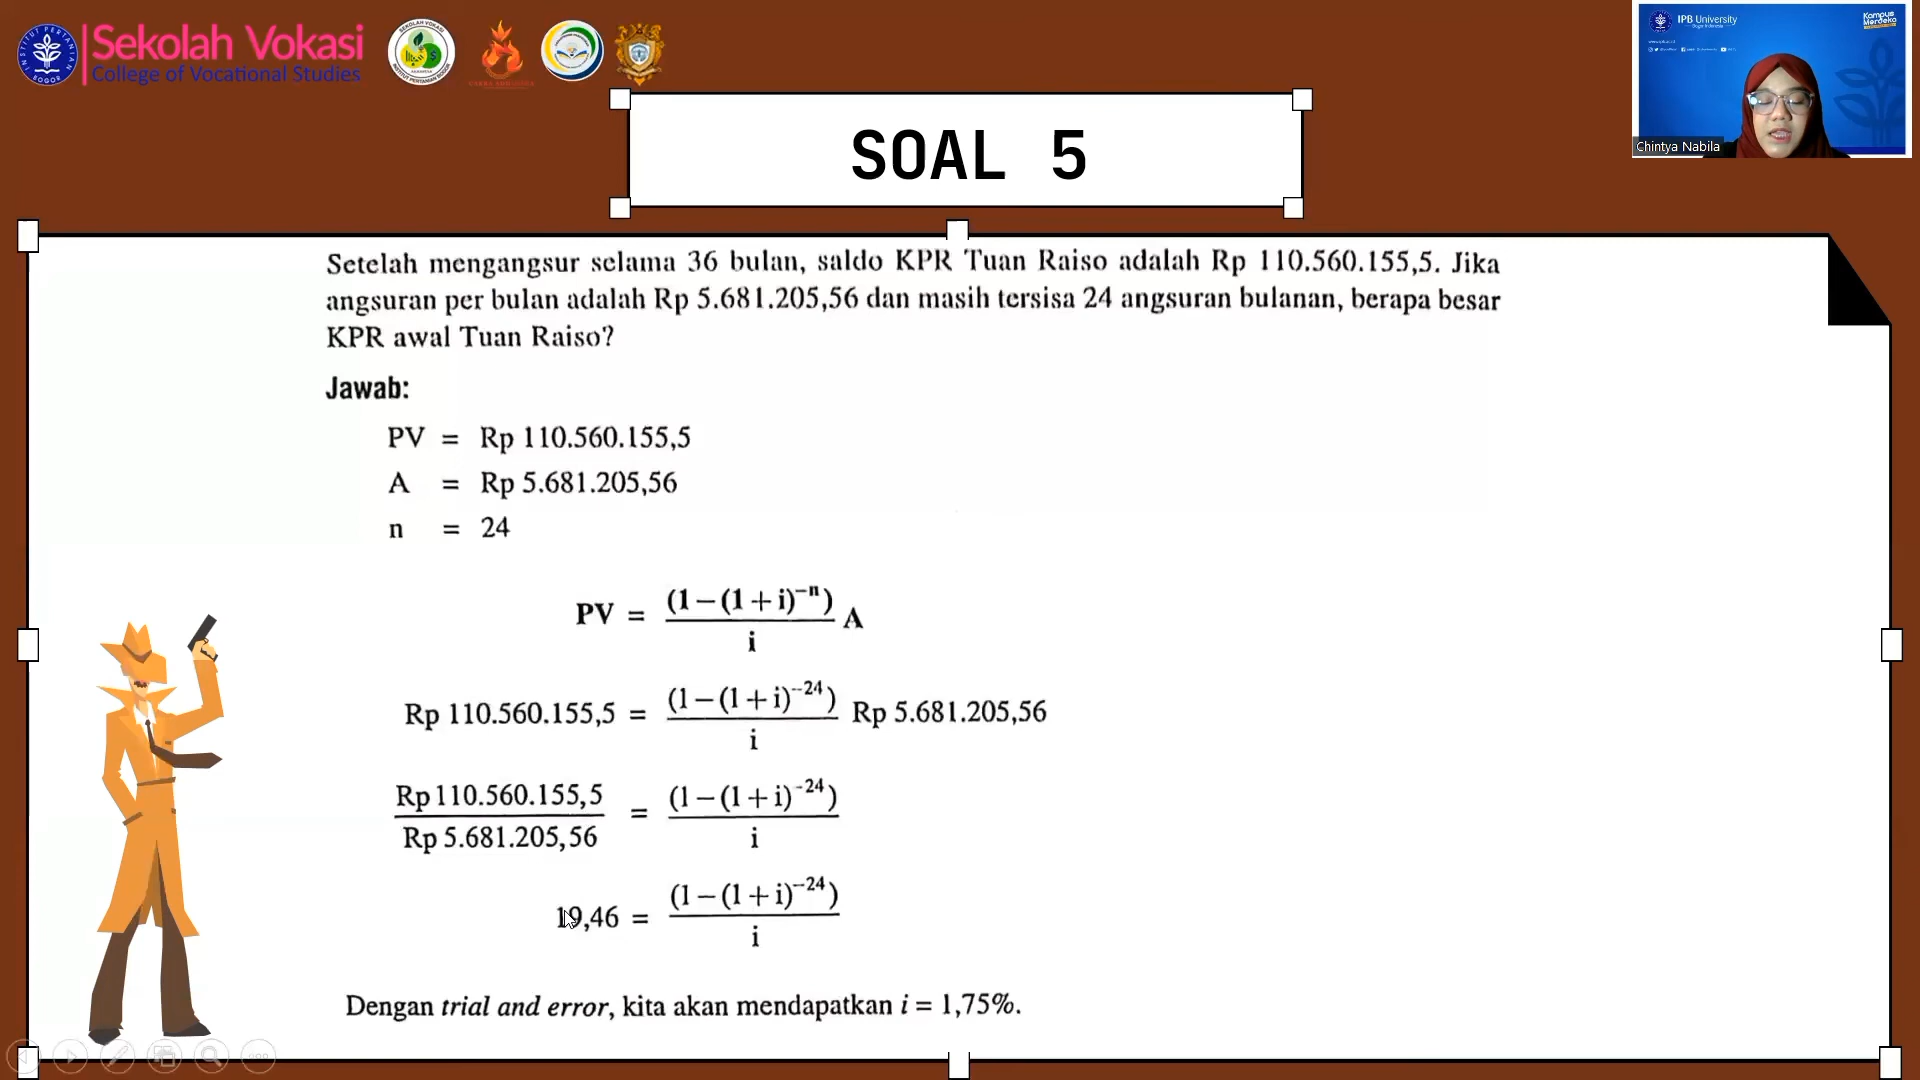 Sekolah Vokasi
College of Vocational Studies
IPB University
Bogor Indonesia
Kampus
Merdeka
Chintya Nabila
SOAL 5
Setelah mengangsur selama 36 bulan, saldo KPR Tuan Raiso adalah Rp 110.560.155,5. Jika
angsuran per bulan adalah Rp 5.681.205,56 dan masih tersisa 24 angsuran bulanan, berapa besar
KPR awal Tuan Raiso?
Jawab:
PV = Rp 110.560.155,5
A = Rp 5.681.205,56
n = 24
PV = (1−(1+i)⁻ⁿ) / i A
Rp 110.560.155,5 = (1−(1+i)⁻²⁴) / i Rp 5.681.205,56
Rp 110.560.155,5 / Rp 5.681.205,56 = (1−(1+i)⁻²⁴) / i
19,46 = (1−(1+i)⁻²⁴) / i
Dengan trial and error, kita akan mendapatkan i = 1,75%.